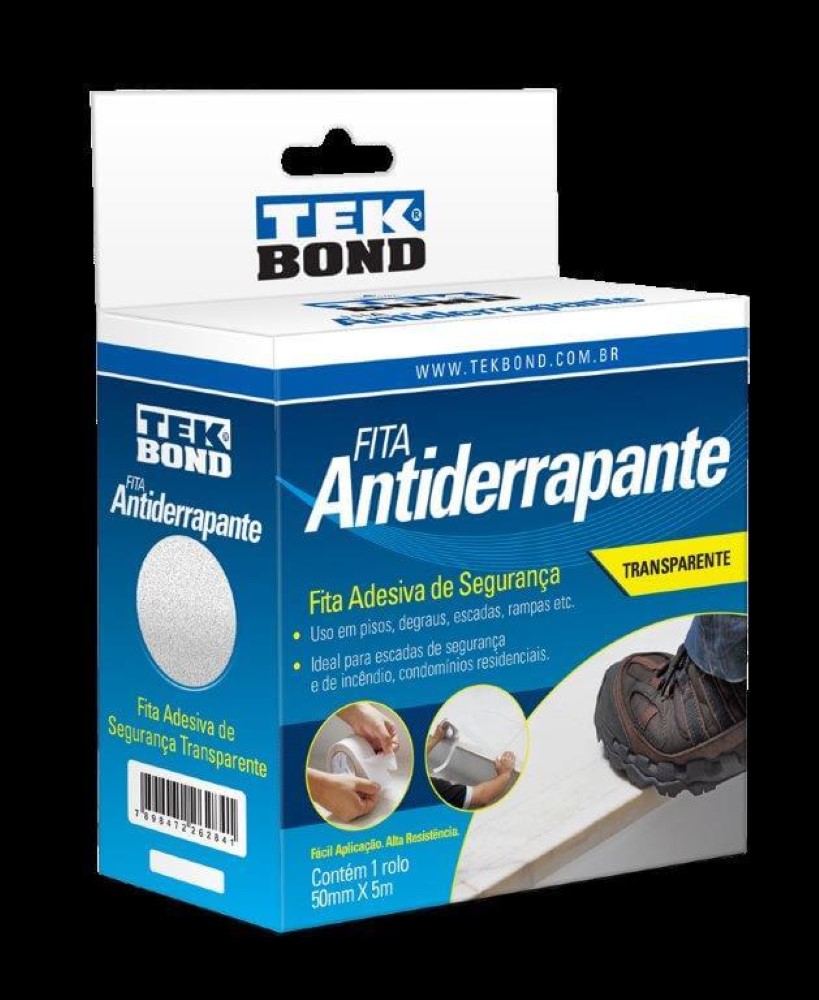 TEK®
BOND
FITA
Antiderrapante
WWW.TEKBOND.COM.BR
TEK®
BOND
FITA
Antiderrapante
Fita Adesiva de
Segurança Transparente
7898472262841
FITA
Antiderrapante
TRANSPARENTE
Fita Adesiva de Segurança
• Uso em pisos, degraus, escadas, rampas etc.
• Ideal para escadas de segurança
e de incêndio, condomínios residenciais.
Fácil Aplicação. Alta Resistência.
Contém 1 rolo
50mm X 5m